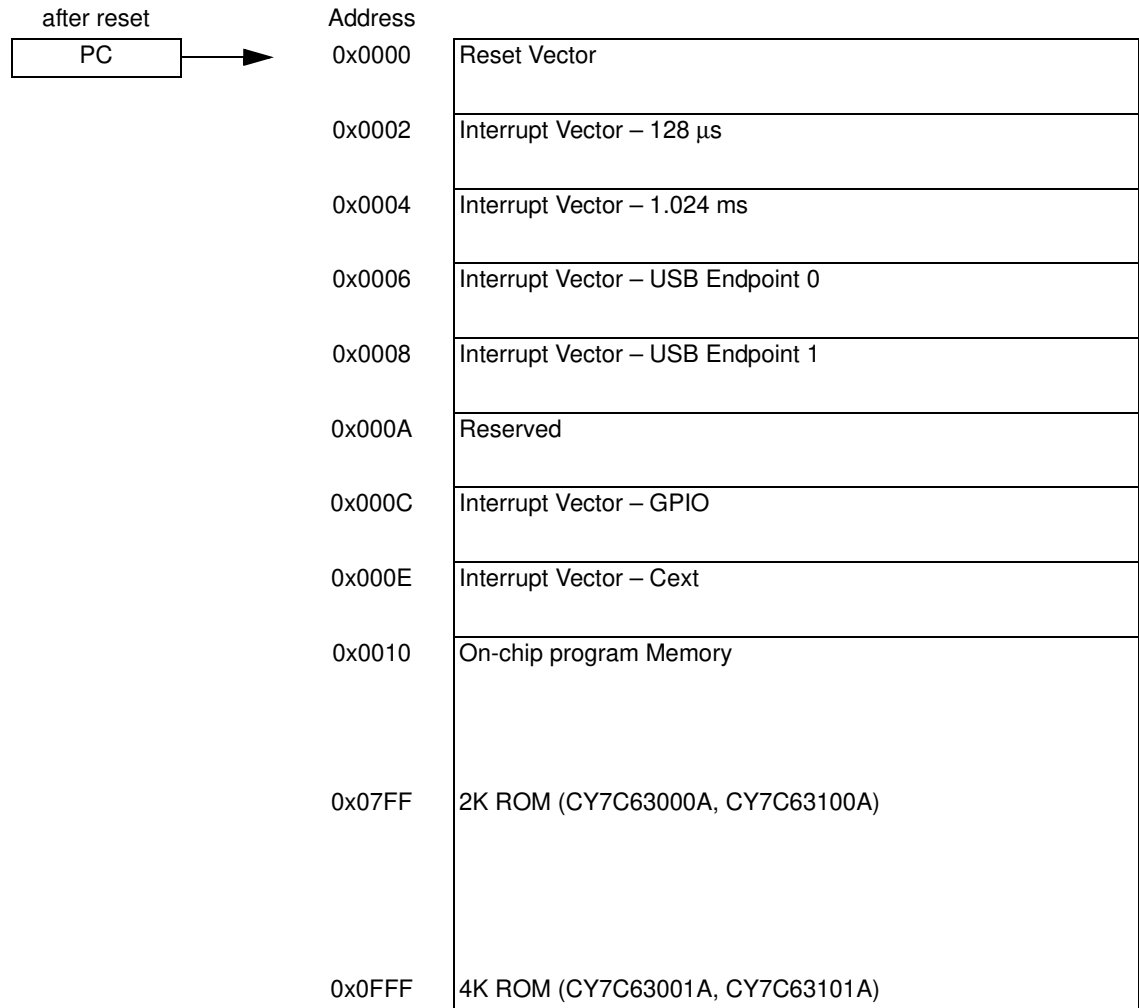 after reset Address
PC 0x0000 Reset Vector
0x0002 Interrupt Vector – 128 μs
0x0004 Interrupt Vector – 1.024 ms
0x0006 Interrupt Vector – USB Endpoint 0
0x0008 Interrupt Vector – USB Endpoint 1
0x000A Reserved
0x000C Interrupt Vector – GPIO
0x000E Interrupt Vector – Cext
0x0010 On-chip program Memory
0x07FF 2K ROM (CY7C63000A, CY7C63100A)
0x0FFF 4K ROM (CY7C63001A, CY7C63101A)